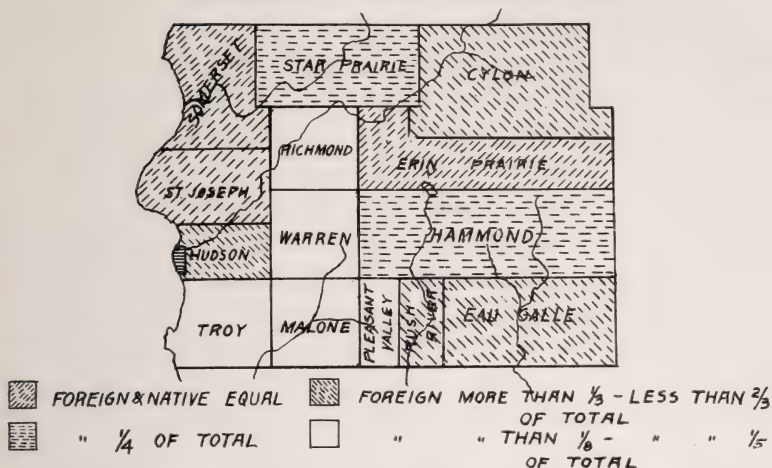 SOMERSET
STAR PRAIRIE
CYLON
RICHMOND
ERIN PRAIRIE
ST JOSEPH
WARREN
HAMMOND
HUDSON
TROY
MALONE
PLEASANT
VALLEY
RUSH
RIVER
EAU GALLE
FOREIGN & NATIVE EQUAL
FOREIGN MORE THAN 1/3 - LESS THAN 2/3
OF TOTAL
" 1/4 OF TOTAL
" " THAN 1/8 - " " 1/5
OF TOTAL